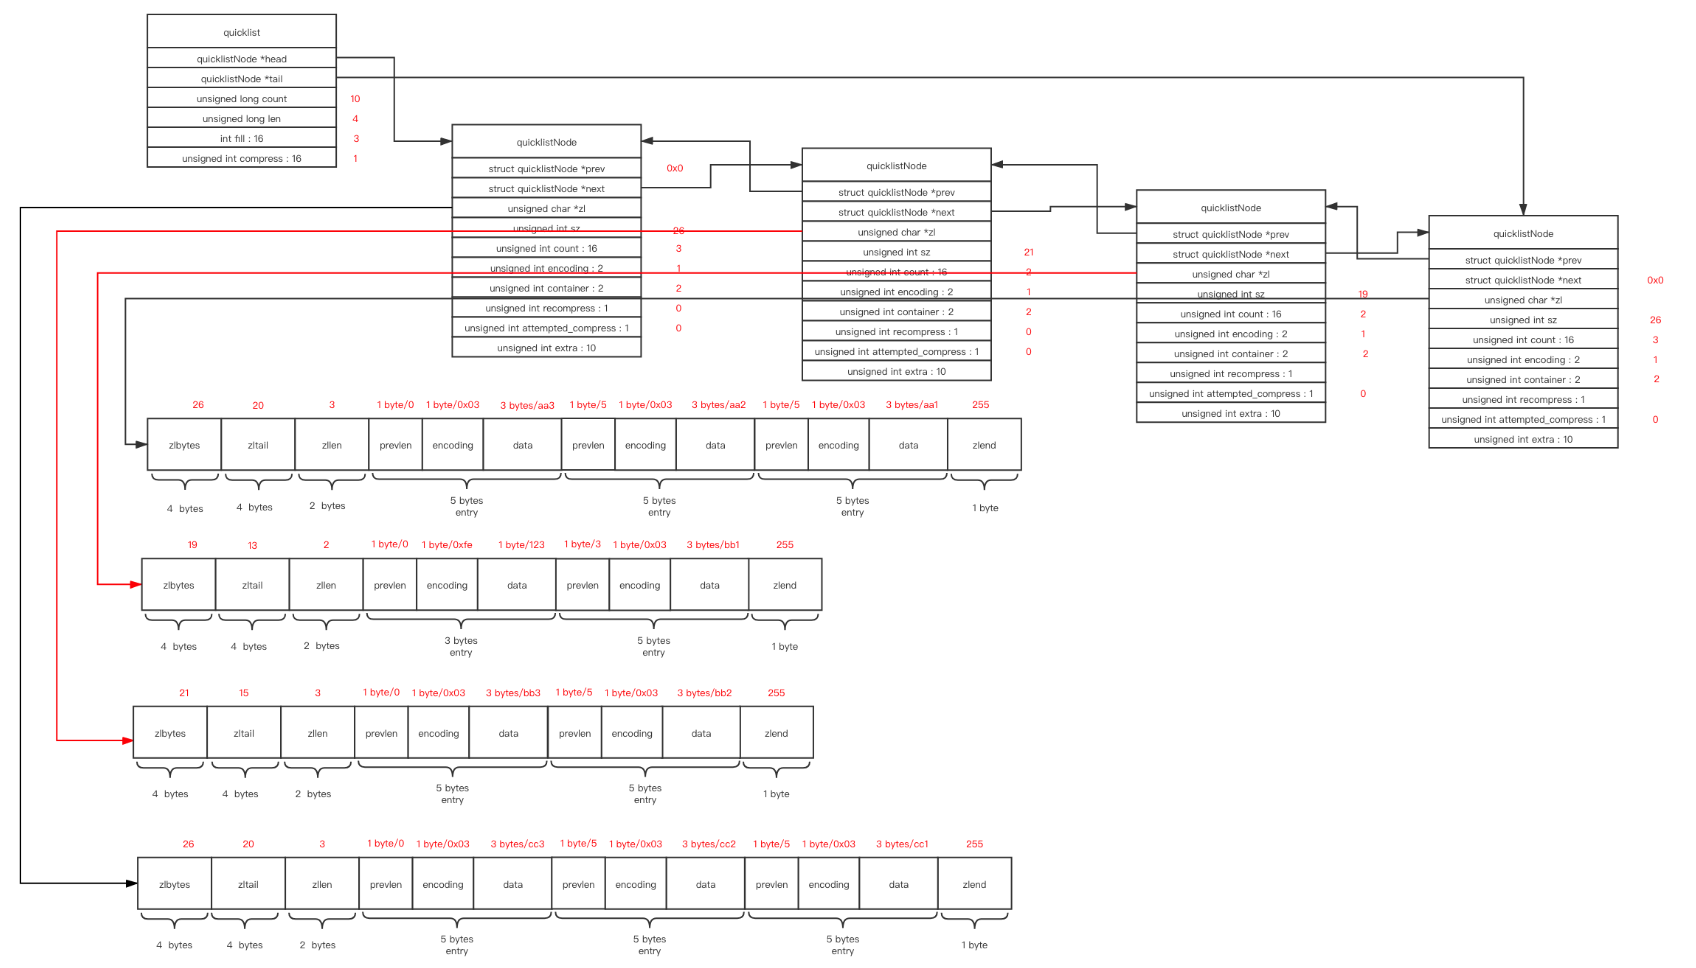 quicklist
quicklistNode *head
quicklistNode *tail
unsigned long count 10
unsigned long len 4
int fill : 16 3
unsigned int compress : 16 1
quicklistNode
struct quicklistNode *prev 0x0
struct quicklistNode *next
unsigned char *zl
unsigned int sz 26
unsigned int count : 16 3
unsigned int encoding : 2 1
unsigned int container : 2 2
unsigned int recompress : 1 0
unsigned int attempted_compress : 1 0
unsigned int extra : 10
quicklistNode
struct quicklistNode *prev
struct quicklistNode *next
unsigned char *zl
unsigned int sz 21
unsigned int count : 16 2
unsigned int encoding : 2 1
unsigned int container : 2 2
unsigned int recompress : 1 0
unsigned int attempted_compress : 1 0
unsigned int extra : 10
quicklistNode
struct quicklistNode *prev
struct quicklistNode *next
unsigned char *zl
unsigned int sz 19
unsigned int count : 16 2
unsigned int encoding : 2 1
unsigned int container : 2 2
unsigned int recompress : 1
unsigned int attempted_compress : 1 0
unsigned int extra : 10
quicklistNode
struct quicklistNode *prev
struct quicklistNode *next 0x0
unsigned char *zl
unsigned int sz 26
unsigned int count : 16 3
unsigned int encoding : 2 1
unsigned int container : 2 2
unsigned int recompress : 1
unsigned int attempted_compress : 1 0
unsigned int extra : 10
26 20 3 1 byte/0 1 byte/0x03 3 bytes/aa3 1 byte/5 1 byte/0x03 3 bytes/aa2 1 byte/5 1 byte/0x03 3 bytes/aa1 255
zlbytes zltail zllen prevlen encoding data prevlen encoding data prevlen encoding data zlend
4 bytes 4 bytes 2 bytes 5 bytes 5 bytes 5 bytes 1 byte
entry entry entry
19 13 2 1 byte/0 1 byte/0xfe 1 byte/123 1 byte/3 1 byte/0x03 3 bytes/bb1 255
zlbytes zltail zllen prevlen encoding data prevlen encoding data zlend
4 bytes 4 bytes 2 bytes 3 bytes 5 bytes 1 byte
entry entry
21 15 3 1 byte/0 1 byte/0x03 3 bytes/bb3 1 byte/5 1 byte/0x03 3 bytes/bb2 255
zlbytes zltail zllen prevlen encoding data prevlen encoding data zlend
4 bytes 4 bytes 2 bytes 5 bytes 5 bytes 1 byte
entry entry
26 20 3 1 byte/0 1 byte/0x03 3 bytes/cc3 1 byte/5 1 byte/0x03 3 bytes/cc2 1 byte/5 1 byte/0x03 3 bytes/cc1 255
zlbytes zltail zllen prevlen encoding data prevlen encoding data prevlen encoding data zlend
4 bytes 4 bytes 2 bytes 5 bytes 5 bytes 5 bytes 1 byte
entry entry entry